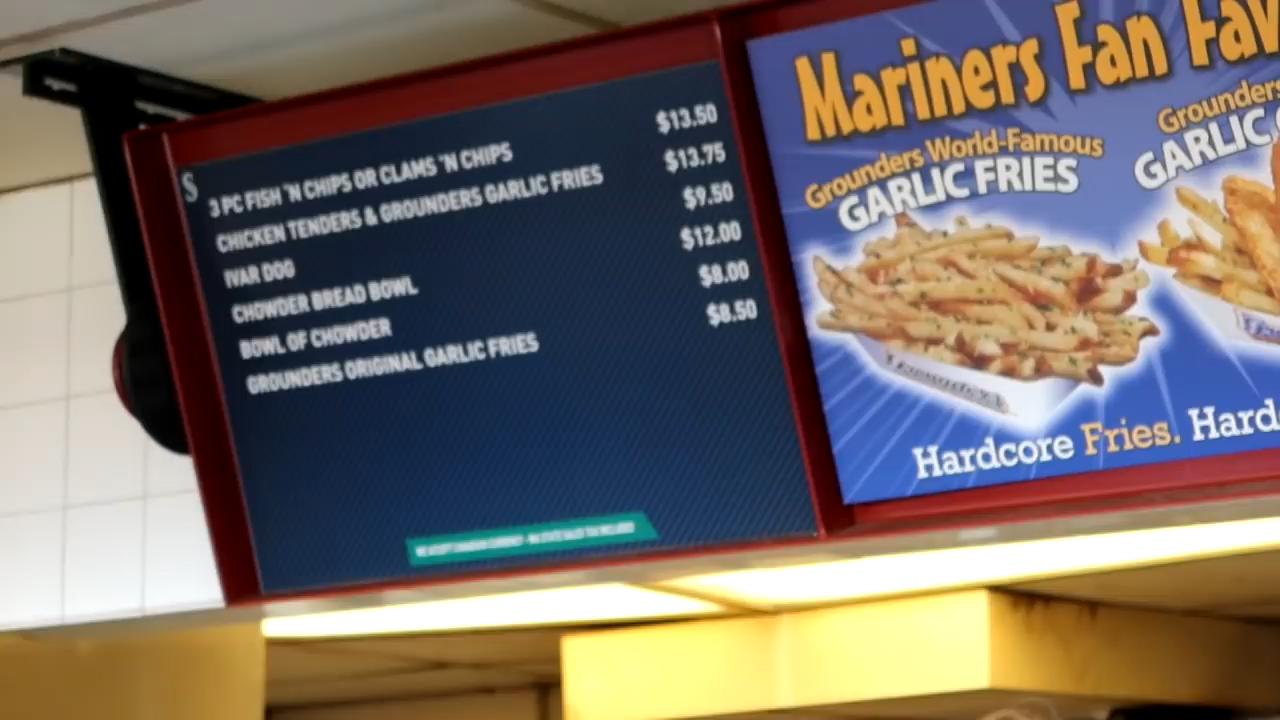 S
3 PC FISH 'N CHIPS OR CLAMS 'N CHIPS $13.50
CHICKEN TENDERS & GROUNDERS GARLIC FRIES $13.75
IVAR DOG $9.50
CHOWDER BREAD BOWL $12.00
BOWL OF CHOWDER $8.00
GROUNDERS ORIGINAL GARLIC FRIES $8.50
Mariners Fan Fav
Grounders World-Famous
GARLIC FRIES
Grounders
GARLIC
Hardcore Fries. Hard